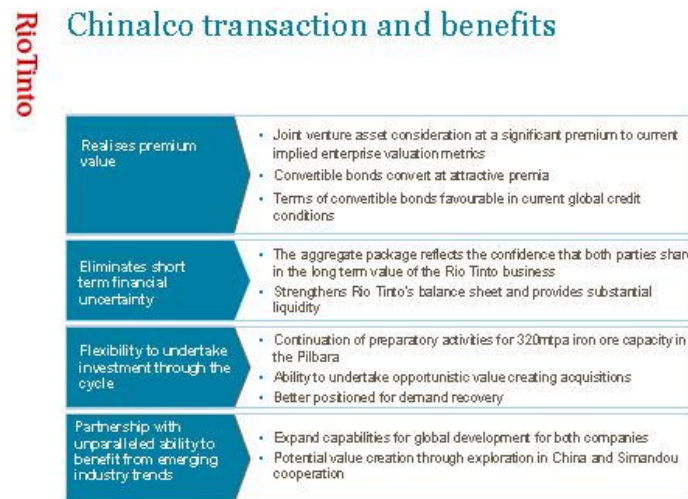 RioTinto
Chinalco transaction and benefits
Realises premium
value
• Joint venture asset consideration at a significant premium to current
implied enterprise valuation metrics
• Convertible bonds convert at attractive premia
• Terms of convertible bonds favourable in current global credit
conditions
Eliminates short
term financial
uncertainty
• The aggregate package reflects the confidence that both parties share
in the long term value of the Rio Tinto business
• Strengthens Rio Tinto's balance sheet and provides substantial
liquidity
Flexibility to undertake
investment through the
cycle
• Continuation of preparatory activities for 320mtpa iron ore capacity in
the Pilbara
• Ability to undertake opportunistic value creating acquisitions
• Better positioned for demand recovery
Partnership with
unparalleled ability to
benefit from emerging
industry trends
• Expand capabilities for global development for both companies
• Potential value creation through exploration in China and Simandou
cooperation